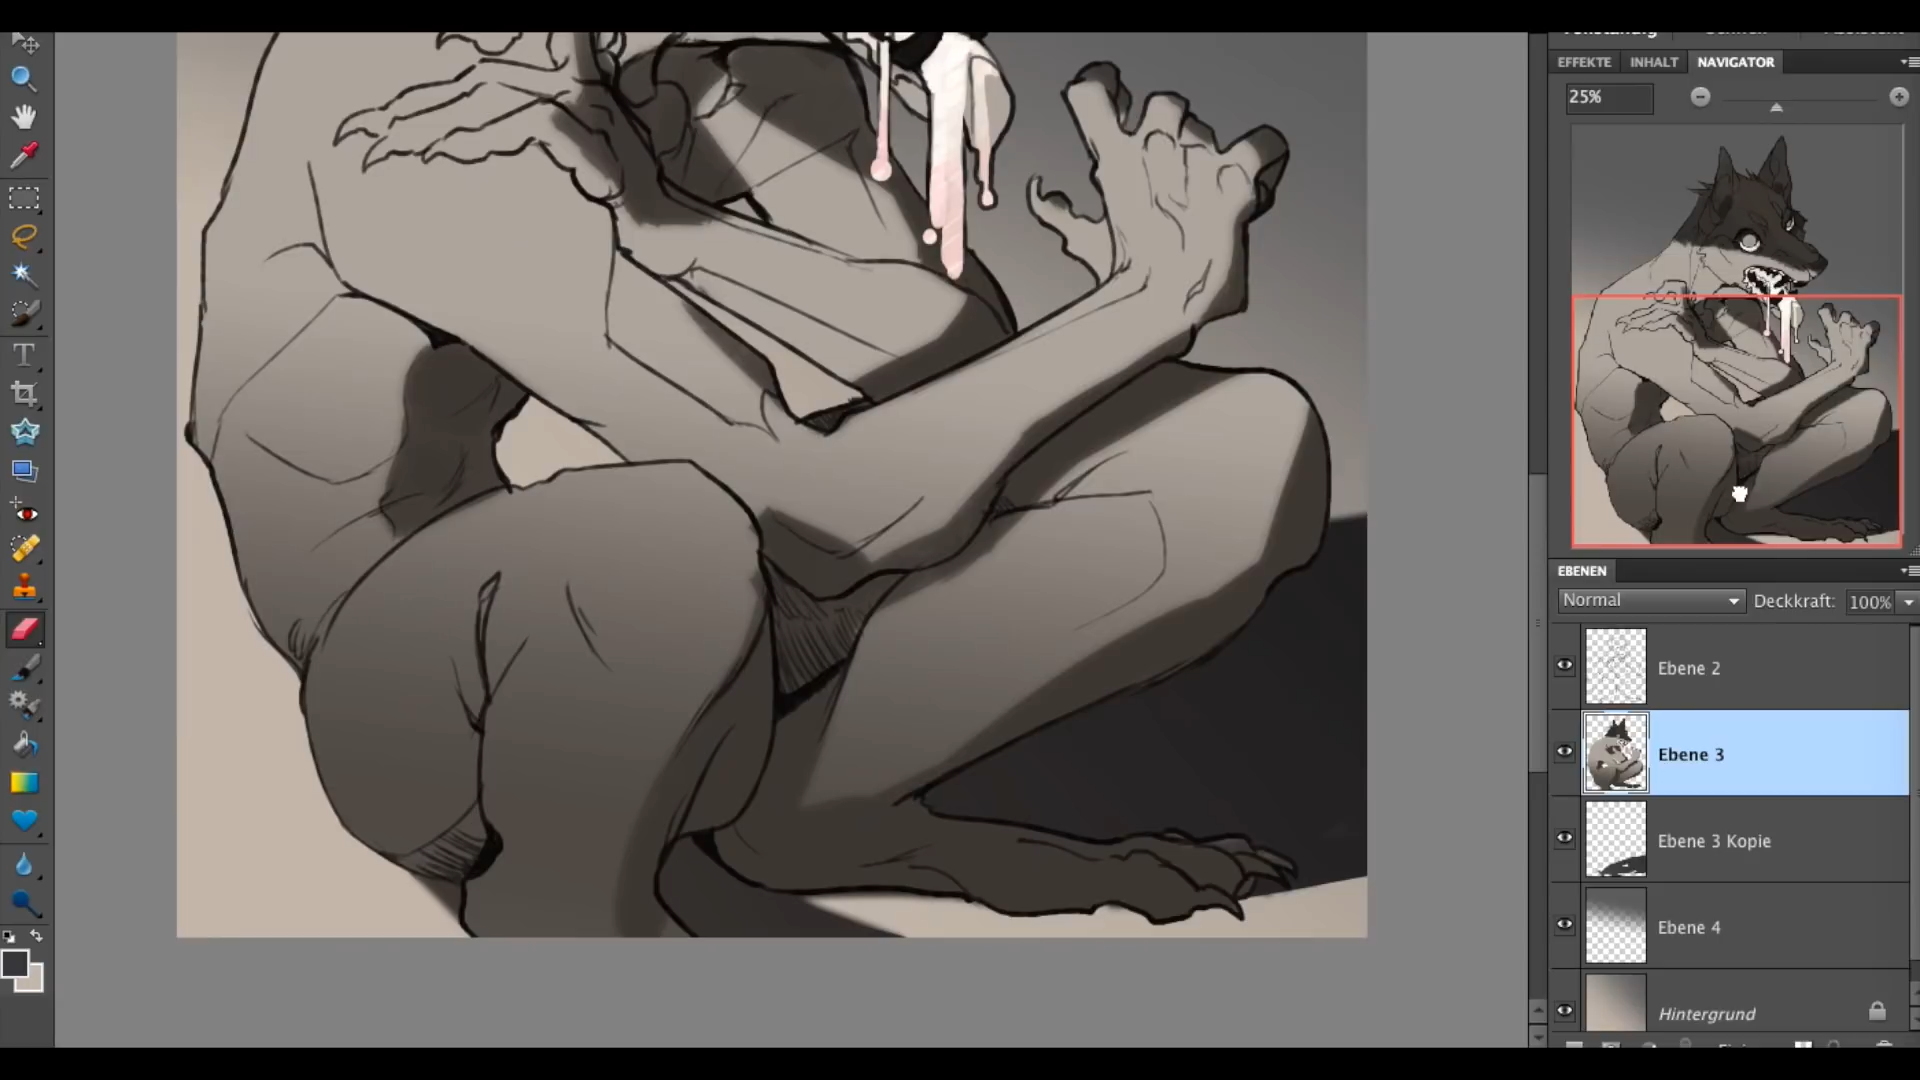 EFFEKTE INHALT NAVIGATOR
25%
EBENEN
Normal Deckkraft: 100%
Ebene 2
Ebene 3
Ebene 3 Kopie
Ebene 4
Hintergrund